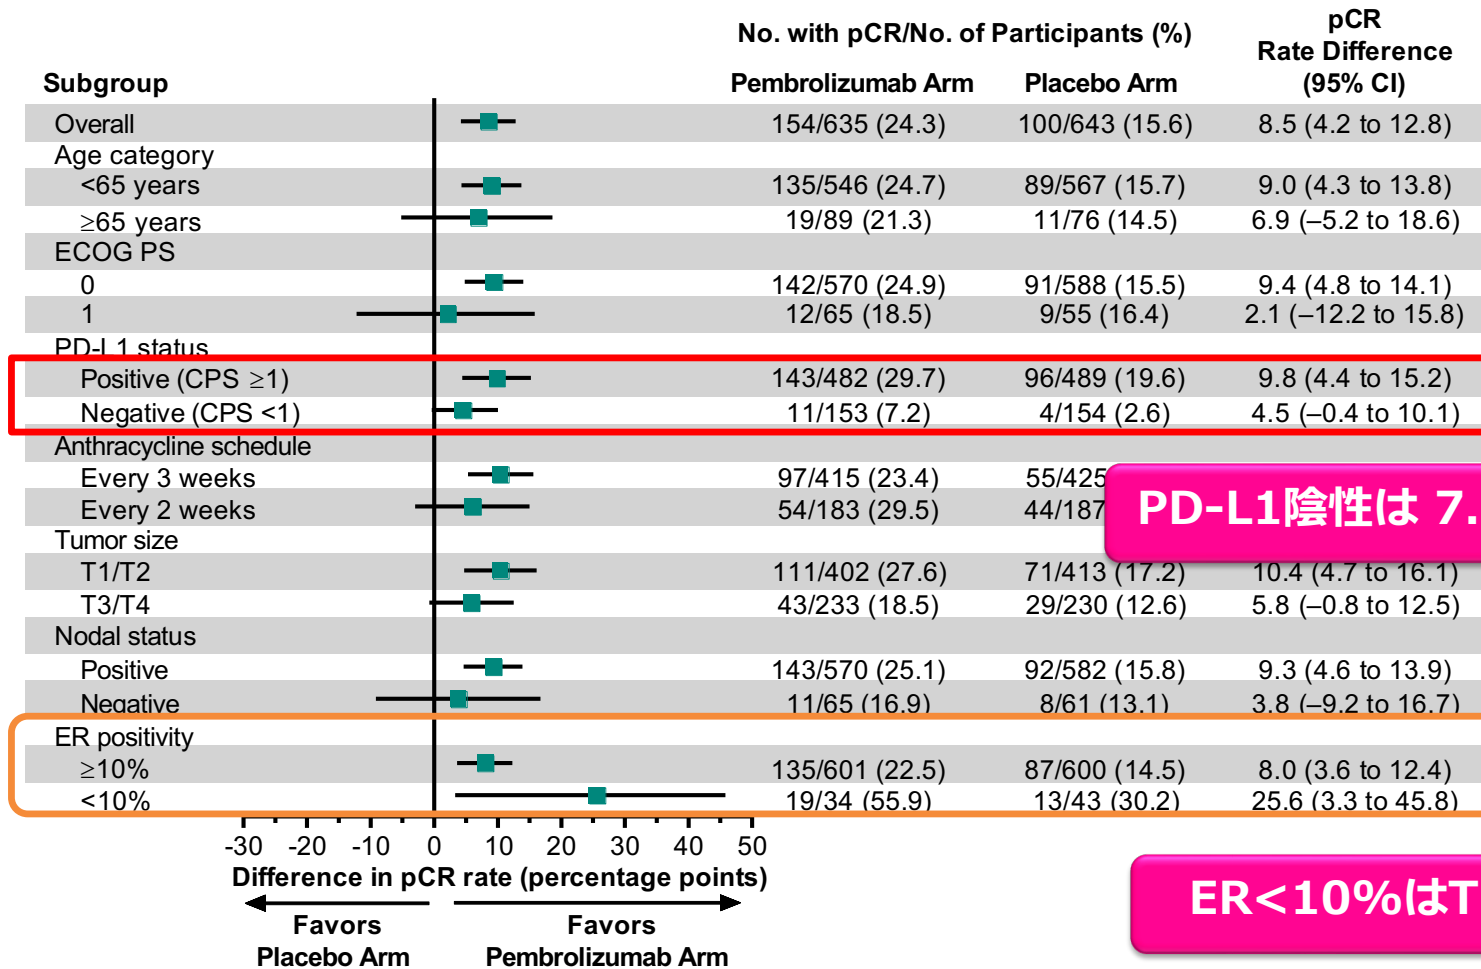 No. with pCR/No. of Participants (%)
pCR
Rate Difference
(95% CI)
Subgroup
Pembrolizumab Arm
Placebo Arm
Overall 154/635 (24.3) 100/643 (15.6) 8.5 (4.2 to 12.8)
Age category
<65 years 135/546 (24.7) 89/567 (15.7) 9.0 (4.3 to 13.8)
≥65 years 19/89 (21.3) 11/76 (14.5) 6.9 (–5.2 to 18.6)
ECOG PS
0 142/570 (24.9) 91/588 (15.5) 9.4 (4.8 to 14.1)
1 12/65 (18.5) 9/55 (16.4) 2.1 (–12.2 to 15.8)
PD-L1 status
Positive (CPS ≥1) 143/482 (29.7) 96/489 (19.6) 9.8 (4.4 to 15.2)
Negative (CPS <1) 11/153 (7.2) 4/154 (2.6) 4.5 (–0.4 to 10.1)
Anthracycline schedule
Every 3 weeks 97/415 (23.4) 55/425
Every 2 weeks 54/183 (29.5) 44/187
PD-L1陰性は 7.
Tumor size
T1/T2 111/402 (27.6) 71/413 (17.2) 10.4 (4.7 to 16.1)
T3/T4 43/233 (18.5) 29/230 (12.6) 5.8 (–0.8 to 12.5)
Nodal status
Positive 143/570 (25.1) 92/582 (15.8) 9.3 (4.6 to 13.9)
Negative 11/65 (16.9) 8/61 (13.1) 3.8 (–9.2 to 16.7)
ER positivity
≥10% 135/601 (22.5) 87/600 (14.5) 8.0 (3.6 to 12.4)
<10% 19/34 (55.9) 13/43 (30.2) 25.6 (3.3 to 45.8)
-30 -20 -10 0 10 20 30 40 50
Difference in pCR rate (percentage points)
Favors
Placebo Arm
Favors
Pembrolizumab Arm
ER<10%はT